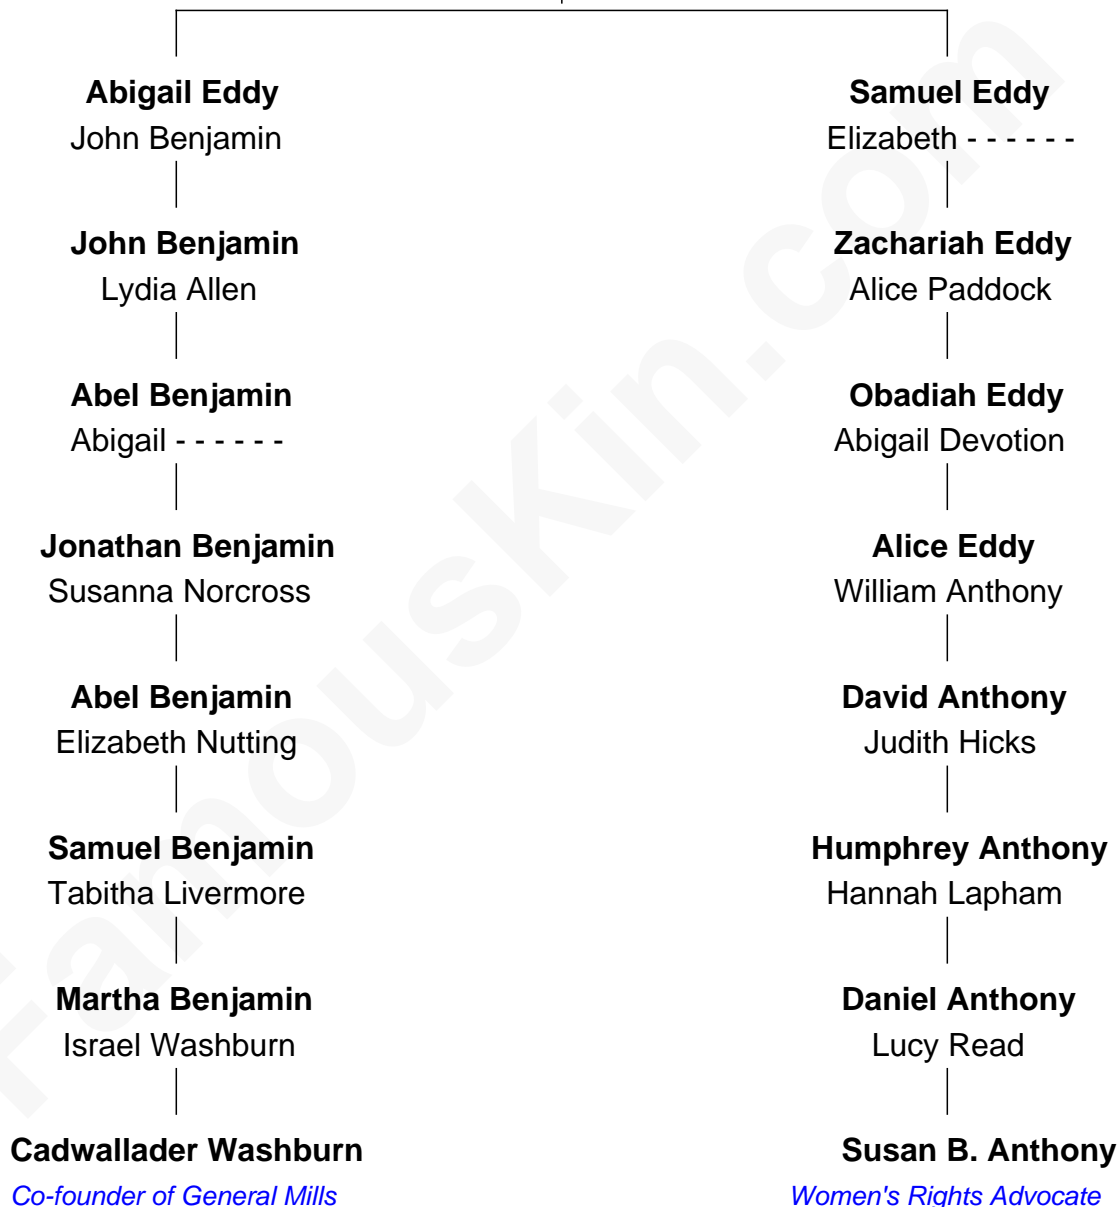 Abigail Eddy
John Benjamin
John Benjamin
Lydia Allen
Abel Benjamin
Abigail - - - - - -
Jonathan Benjamin
Susanna Norcross
Abel Benjamin
Elizabeth Nutting
Samuel Benjamin
Tabitha Livermore
Martha Benjamin
Israel Washburn
Cadwallader Washburn
Co-founder of General Mills
Samuel Eddy
Elizabeth - - - - - -
Zachariah Eddy
Alice Paddock
Obadiah Eddy
Abigail Devotion
Alice Eddy
William Anthony
David Anthony
Judith Hicks
Humphrey Anthony
Hannah Lapham
Daniel Anthony
Lucy Read
Susan B. Anthony
Women's Rights Advocate
FamousKin.com